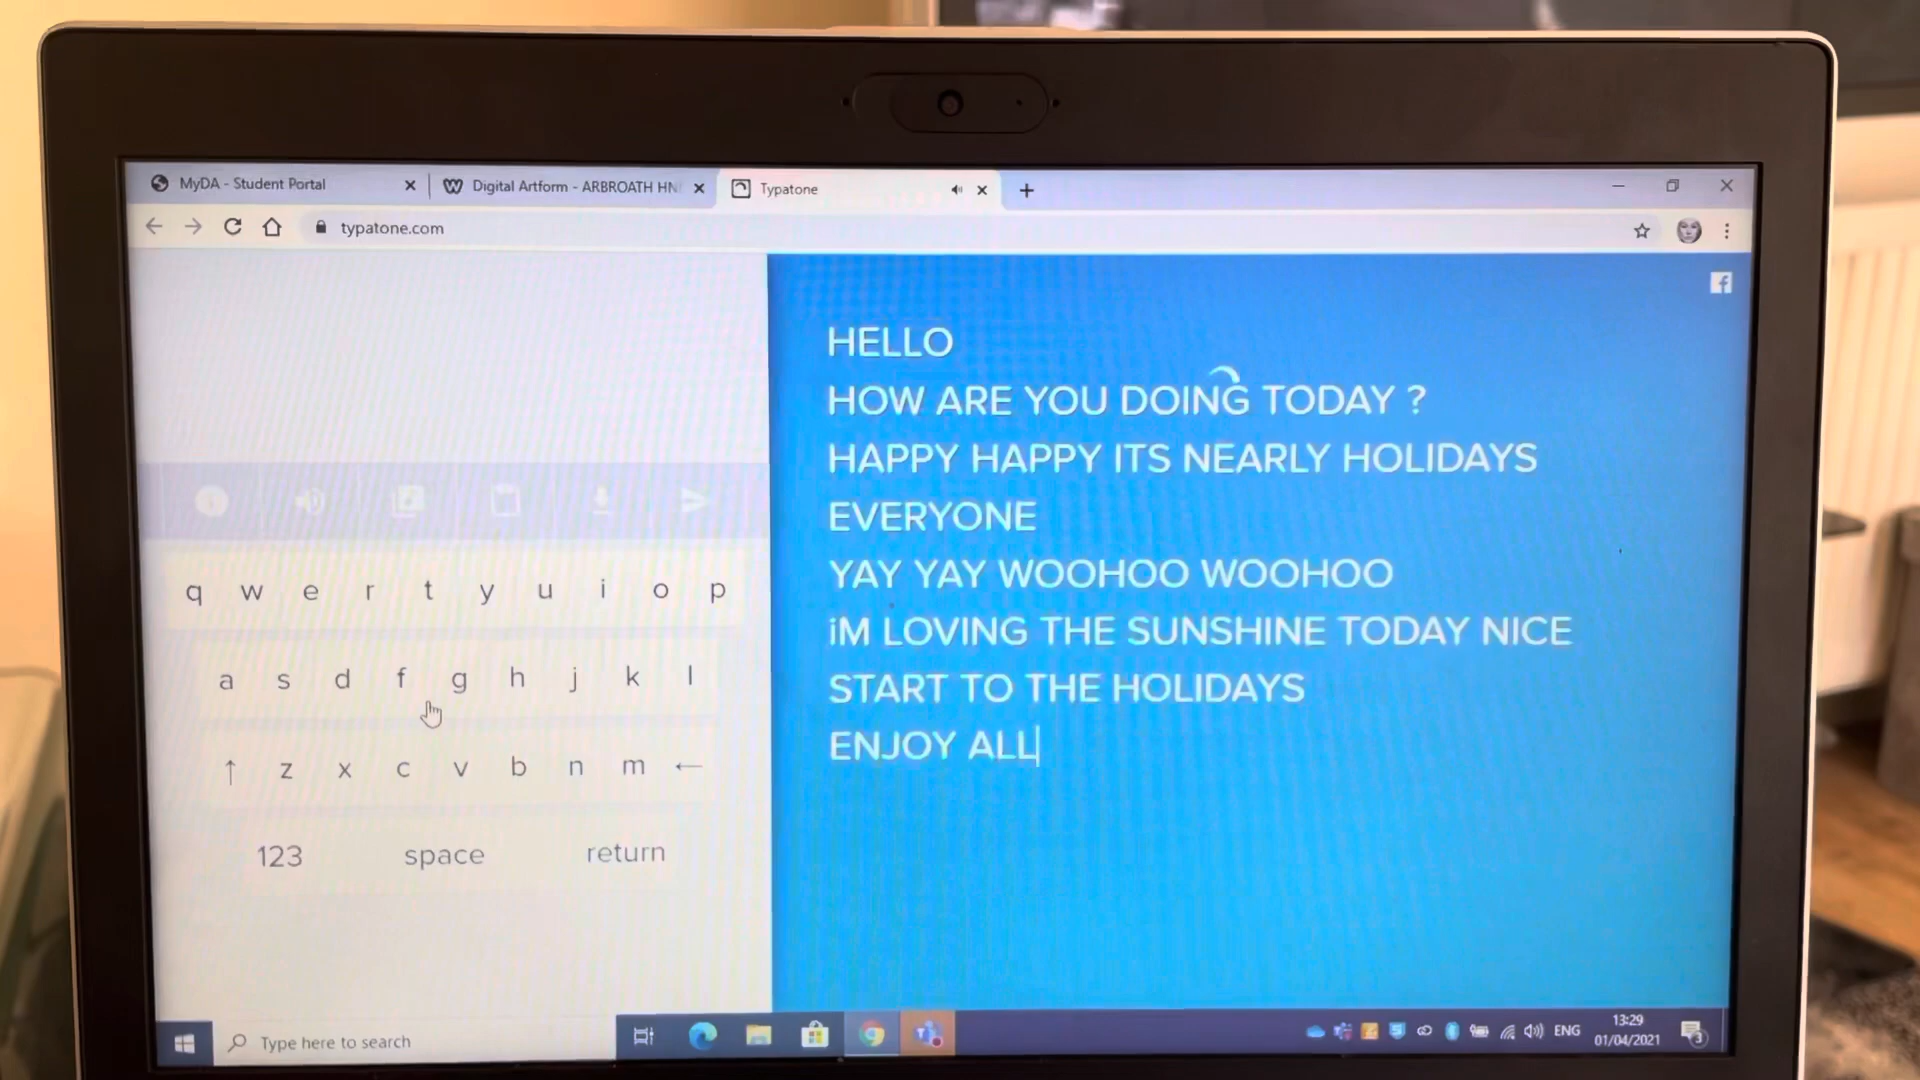 MyDA - Student Portal
Digital Artform - ARBROATH HN
Typatone
typatone.com
HELLO
HOW ARE YOU DOING TODAY ?
HAPPY HAPPY ITS NEARLY HOLIDAYS
EVERYONE
YAY YAY WOOHOO WOOHOO
iM LOVING THE SUNSHINE TODAY NICE
START TO THE HOLIDAYS
ENJOY ALL
q w e r t y u i o p
a s d f g h j k l
z x c v b n m
123 space return
Type here to search
ENG
13:29
01/04/2021
3